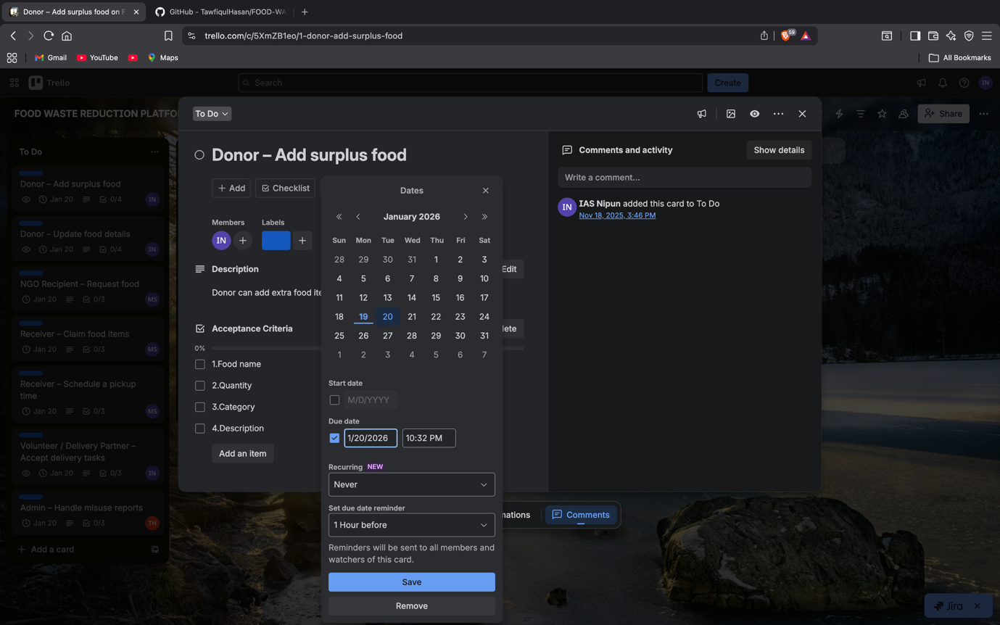 Donor – Add surplus food on F
GitHub - TawfiqulHasan/FOOD-WA
trello.com/c/5XmZB1eo/1-donor-add-surplus-food
59
Gmail
YouTube
Maps
All Bookmarks
Trello
Search
Create
IN
FOOD WASTE REDUCTION PLATFO
Share
To Do
Donor – Add surplus food
Jan 20
0/4
IN
Donor – Update food details
Jan 20
0/4
IN
NGO Recipient – Request food
Jan 20
0/3
MS
Receiver – Claim food items
Jan 20
0/3
MS
Receiver – Schedule a pickup
time
Jan 20
0/3
MS
Volunteer / Delivery Partner –
Accept delivery tasks
Jan 20
0/3
IN
Admin – Handle misuse reports
Jan 20
0/3
TH
Add a card
To Do
Donor – Add surplus food
Add
Checklist
Members
Labels
IN
Description
Edit
Donor can add extra food ite
Acceptance Criteria
lete
0%
1.Food name
2.Quantity
3.Category
4.Description
Add an item
Dates
January 2026
Sun Mon Tue Wed Thu Fri Sat
28 29 30 31 1 2 3
4 5 6 7 8 9 10
11 12 13 14 15 16 17
18 19 20 21 22 23 24
25 26 27 28 29 30 31
1 2 3 4 5 6 7
Start date
M/D/YYYY
Due date
1/20/2026
10:32 PM
Recurring NEW
Never
Set due date reminder
1 Hour before
Reminders will be sent to all members and
watchers of this card.
Save
Remove
Comments and activity
Show details
Write a comment...
IN
IAS Nipun added this card to To Do
Nov 18, 2025, 3:46 PM
mations
Comments
Jira